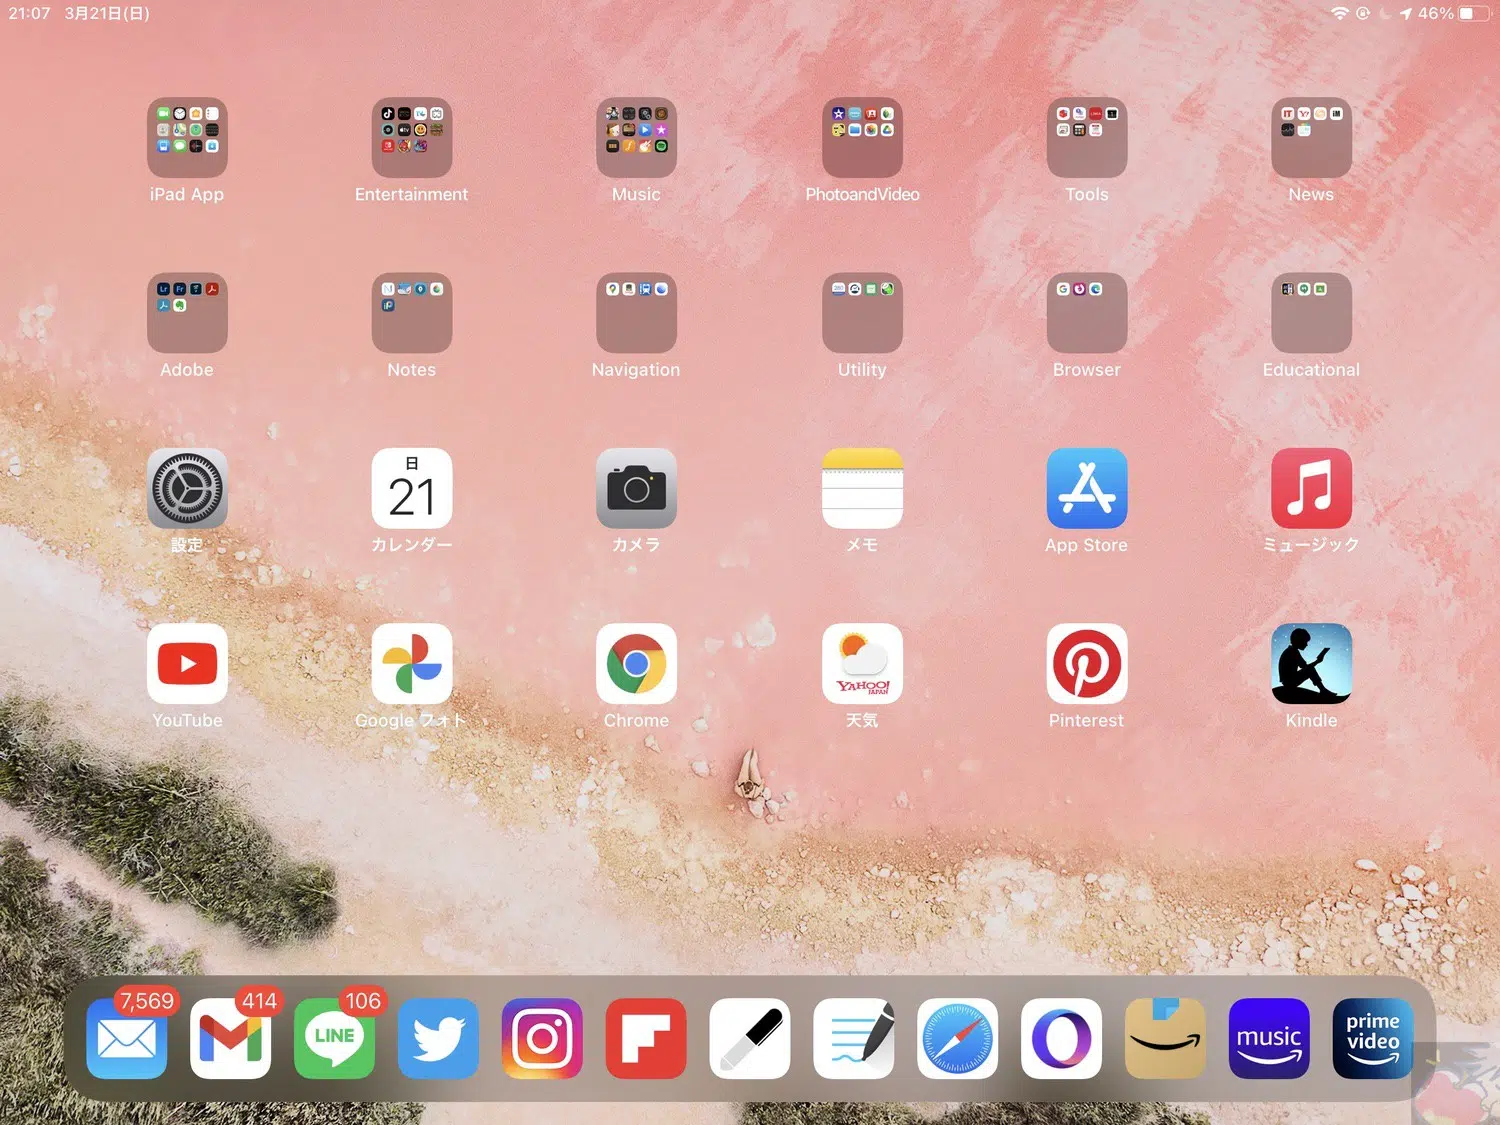 21:07 3月21日(日)
46%
iPad App
Entertainment
Music
PhotoandVideo
Tools
News
Adobe
Notes
Navigation
Utility
Browser
Educational
日
21
設定
カレンダー
カメラ
メモ
App Store
ミュージック
YAHOO!
JAPAN
YouTube
Google フォト
Chrome
天気
Pinterest
Kindle
7,569
414
106
LINE
music
prime
video